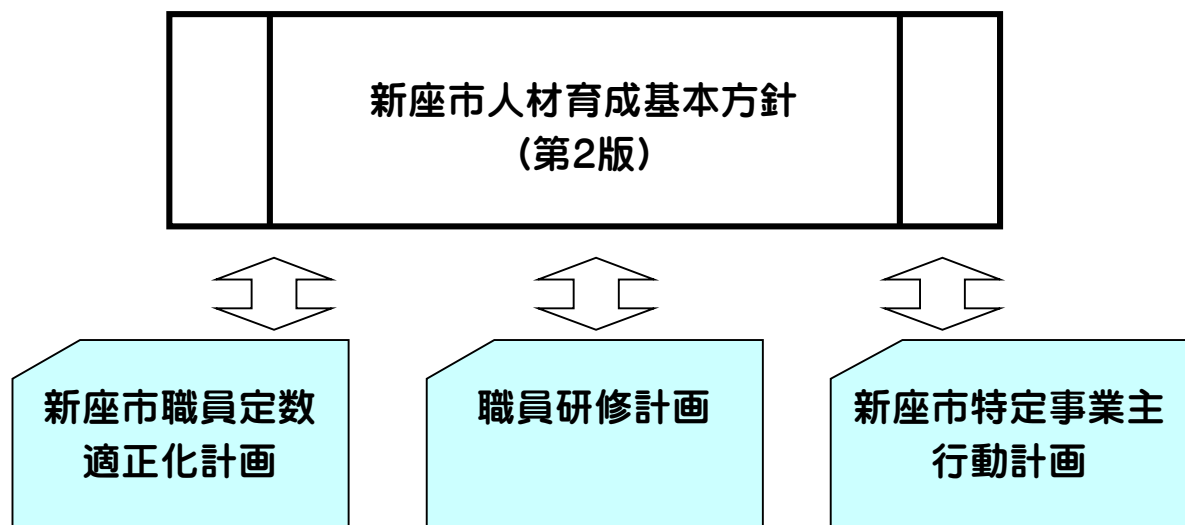 新座市人材育成基本方針
(第2版)
新座市職員定数
適正化計画
職員研修計画
新座市特定事業主
行動計画